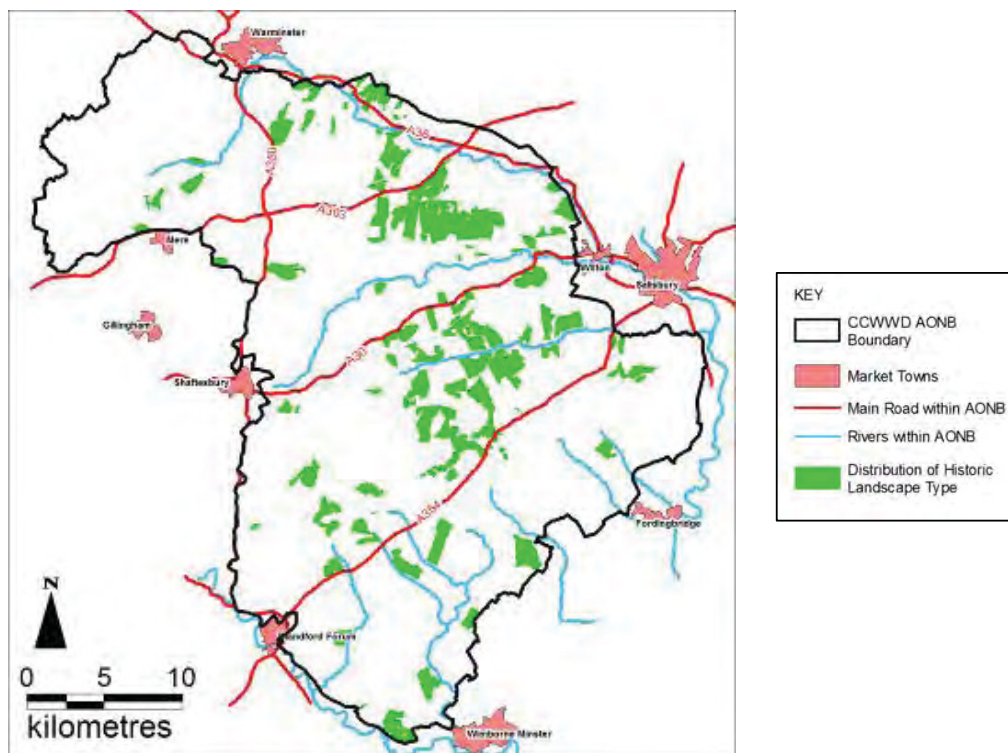 Warminster
A36
A350
A303
Mere
Wilton
Salisbury
Gillingham
A30
Shaftesbury
A354
Fordingbridge
N
Blandford Forum
0 5 10
kilometres
Wimborne Minster
KEY
CCWWD AONB
Boundary
Market Towns
Main Road within AONB
Rivers within AONB
Distribution of Historic
Landscape Type